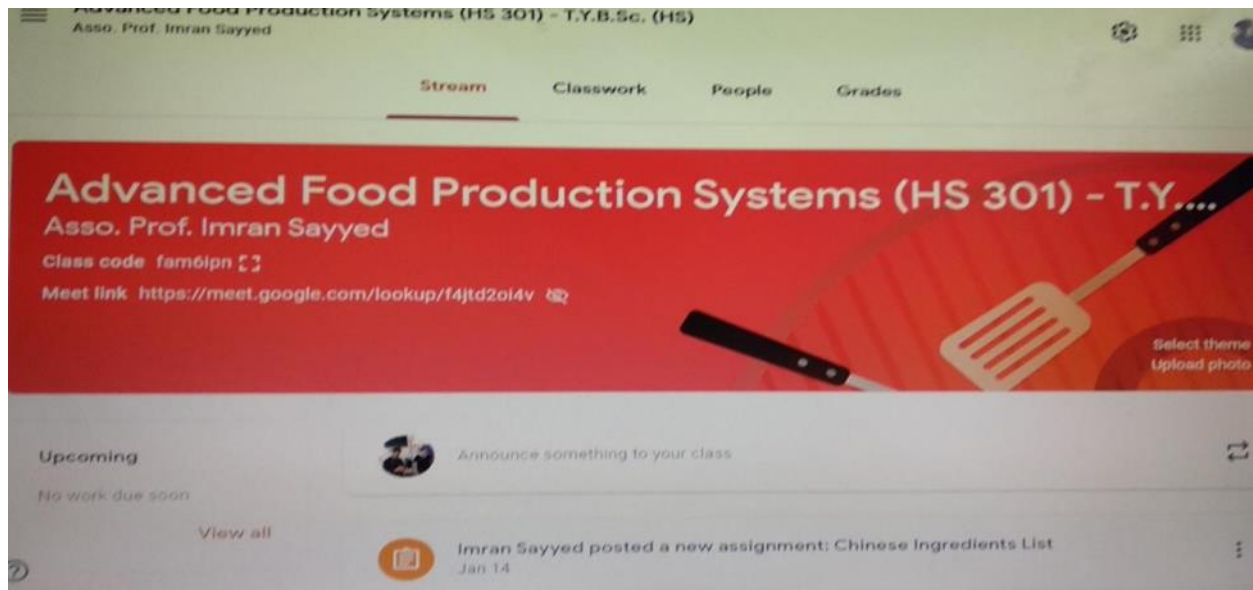 Advanced Food Production Systems (HS 301) - T.Y.B.Sc. (HS)
Asso. Prof. Imran Sayyed
Stream Classwork People Grades
Advanced Food Production Systems (HS 301) - T.Y....
Asso. Prof. Imran Sayyed
Class code fam6ipn
Meet link https://meet.google.com/lookup/f4jtd2oi4v
Select theme
Upload photo
Upcoming
No work due soon
View all
Announce something to your class
Imran Sayyed posted a new assignment: Chinese Ingredients List
Jan 14